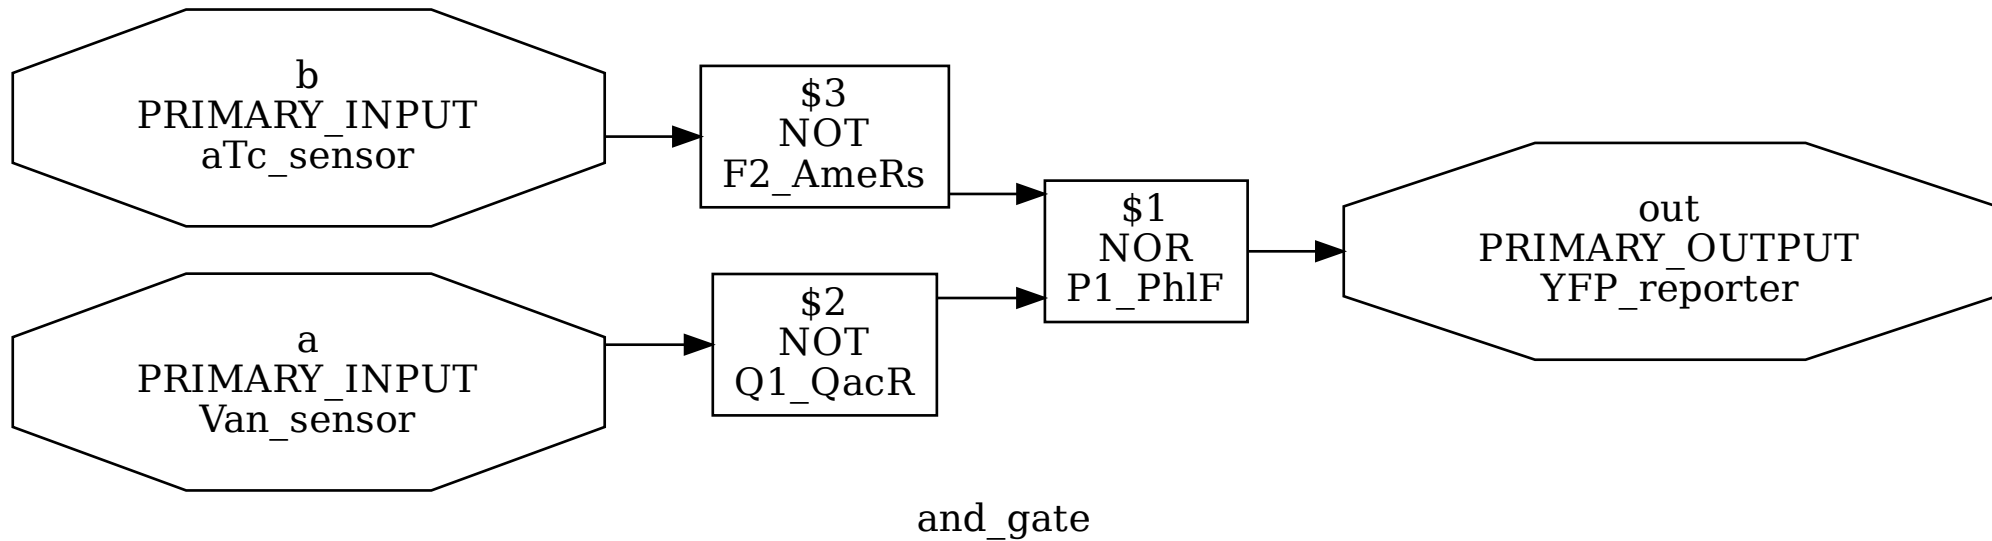 b
PRIMARY_INPUT
aTc_sensor
$3
NOT
F2_AmeRs
a
PRIMARY_INPUT
Van_sensor
$2
NOT
Q1_QacR
$1
NOR
P1_PhlF
out
PRIMARY_OUTPUT
YFP_reporter
and_gate